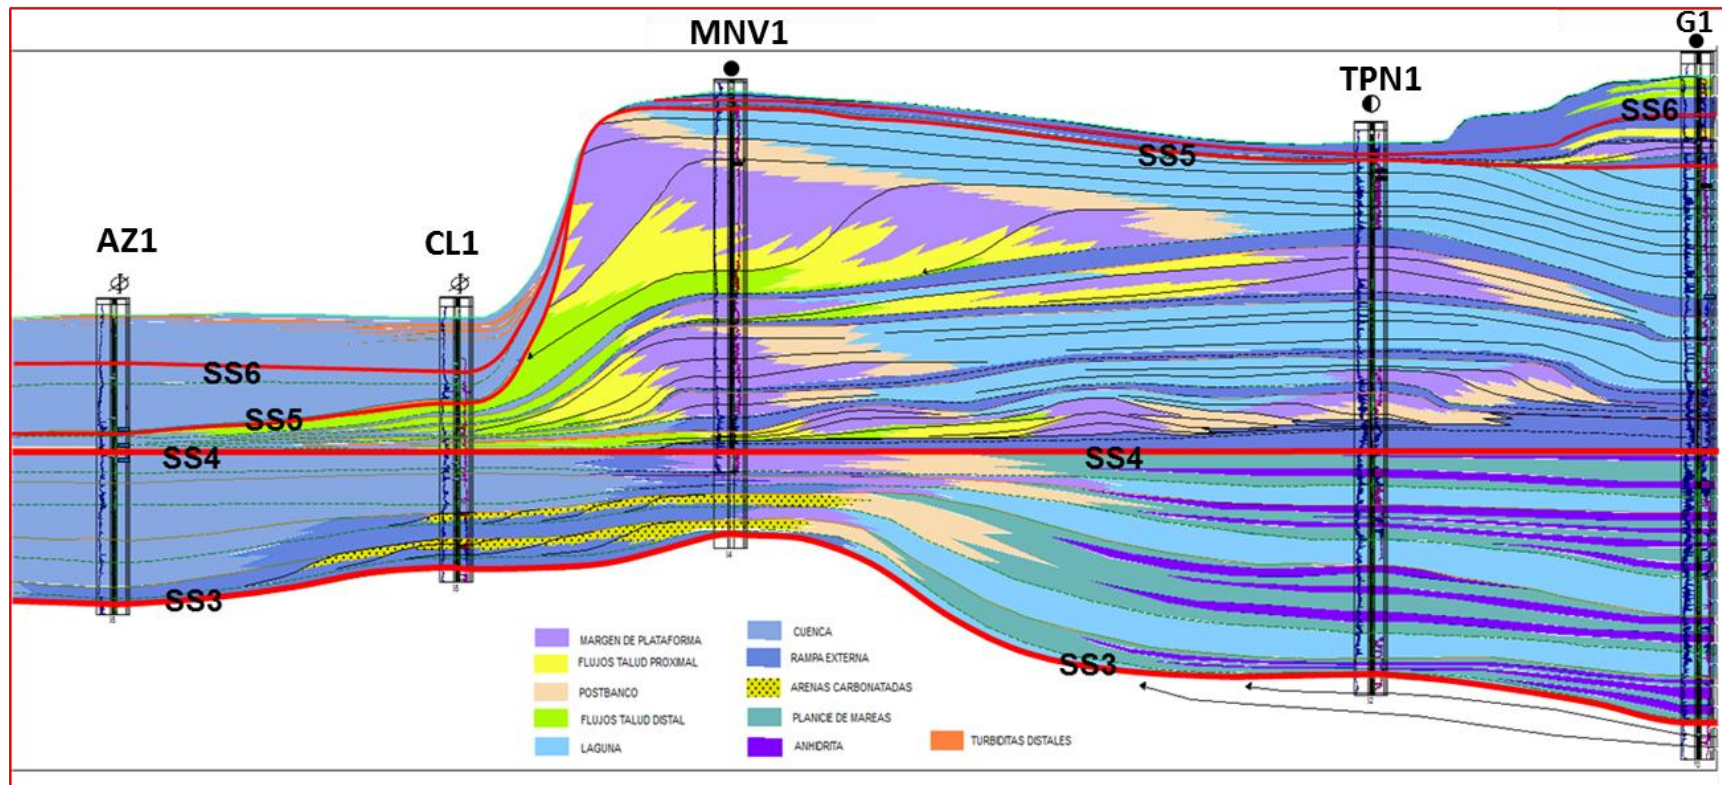 MNV1
G1
TPN1
SS6
SS5
AZ1
CL1
SS6
SS5
SS4
SS4
SS3
SS3
MARGEN DE PLATAFORMA
FLUJOS TALUD PROXIMAL
POSTBANCO
FLUJOS TALUD DISTAL
LAGUNA
CUENCA
RAMPA EXTERNA
ARENAS CARBONATADAS
PLANICIE DE MAREAS
ANHIDRITA
TURBIDITAS DISTALES